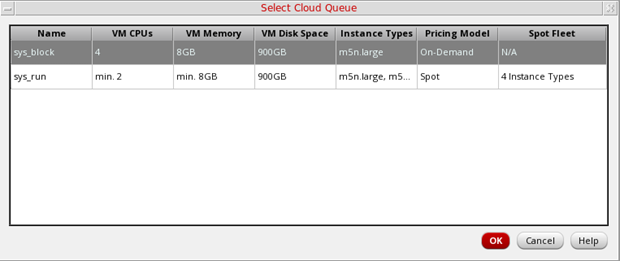 Select Cloud Queue
Name VM CPUs VM Memory VM Disk Space Instance Types Pricing Model Spot Fleet
sys_block 4 8GB 900GB m5n.large On-Demand N/A
sys_run min. 2 min. 8GB 900GB m5n.large, m5... Spot 4 Instance Types
OK Cancel Help